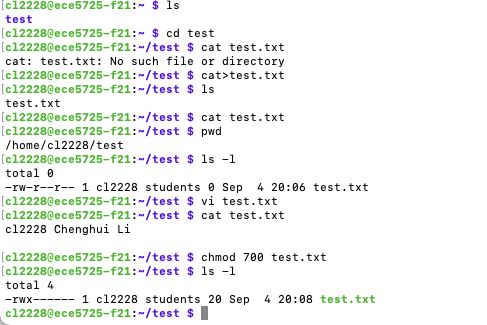 [cl2228@ece5725-f21:~ $ ls
test
[cl2228@ece5725-f21:~ $ cd test
[cl2228@ece5725-f21:~/test $ cat test.txt
cat: test.txt: No such file or directory
[cl2228@ece5725-f21:~/test $ cat>test.txt
[cl2228@ece5725-f21:~/test $ ls
test.txt
[cl2228@ece5725-f21:~/test $ cat test.txt
[cl2228@ece5725-f21:~/test $ pwd
/home/cl2228/test
[cl2228@ece5725-f21:~/test $ ls -l
total 0
-rw-r--r-- 1 cl2228 students 0 Sep  4 20:06 test.txt
[cl2228@ece5725-f21:~/test $ vi test.txt
[cl2228@ece5725-f21:~/test $ cat test.txt
cl2228 Chenghui Li
[cl2228@ece5725-f21:~/test $ chmod 700 test.txt
[cl2228@ece5725-f21:~/test $ ls -l
total 4
-rwx------ 1 cl2228 students 20 Sep  4 20:08 test.txt
cl2228@ece5725-f21:~/test $